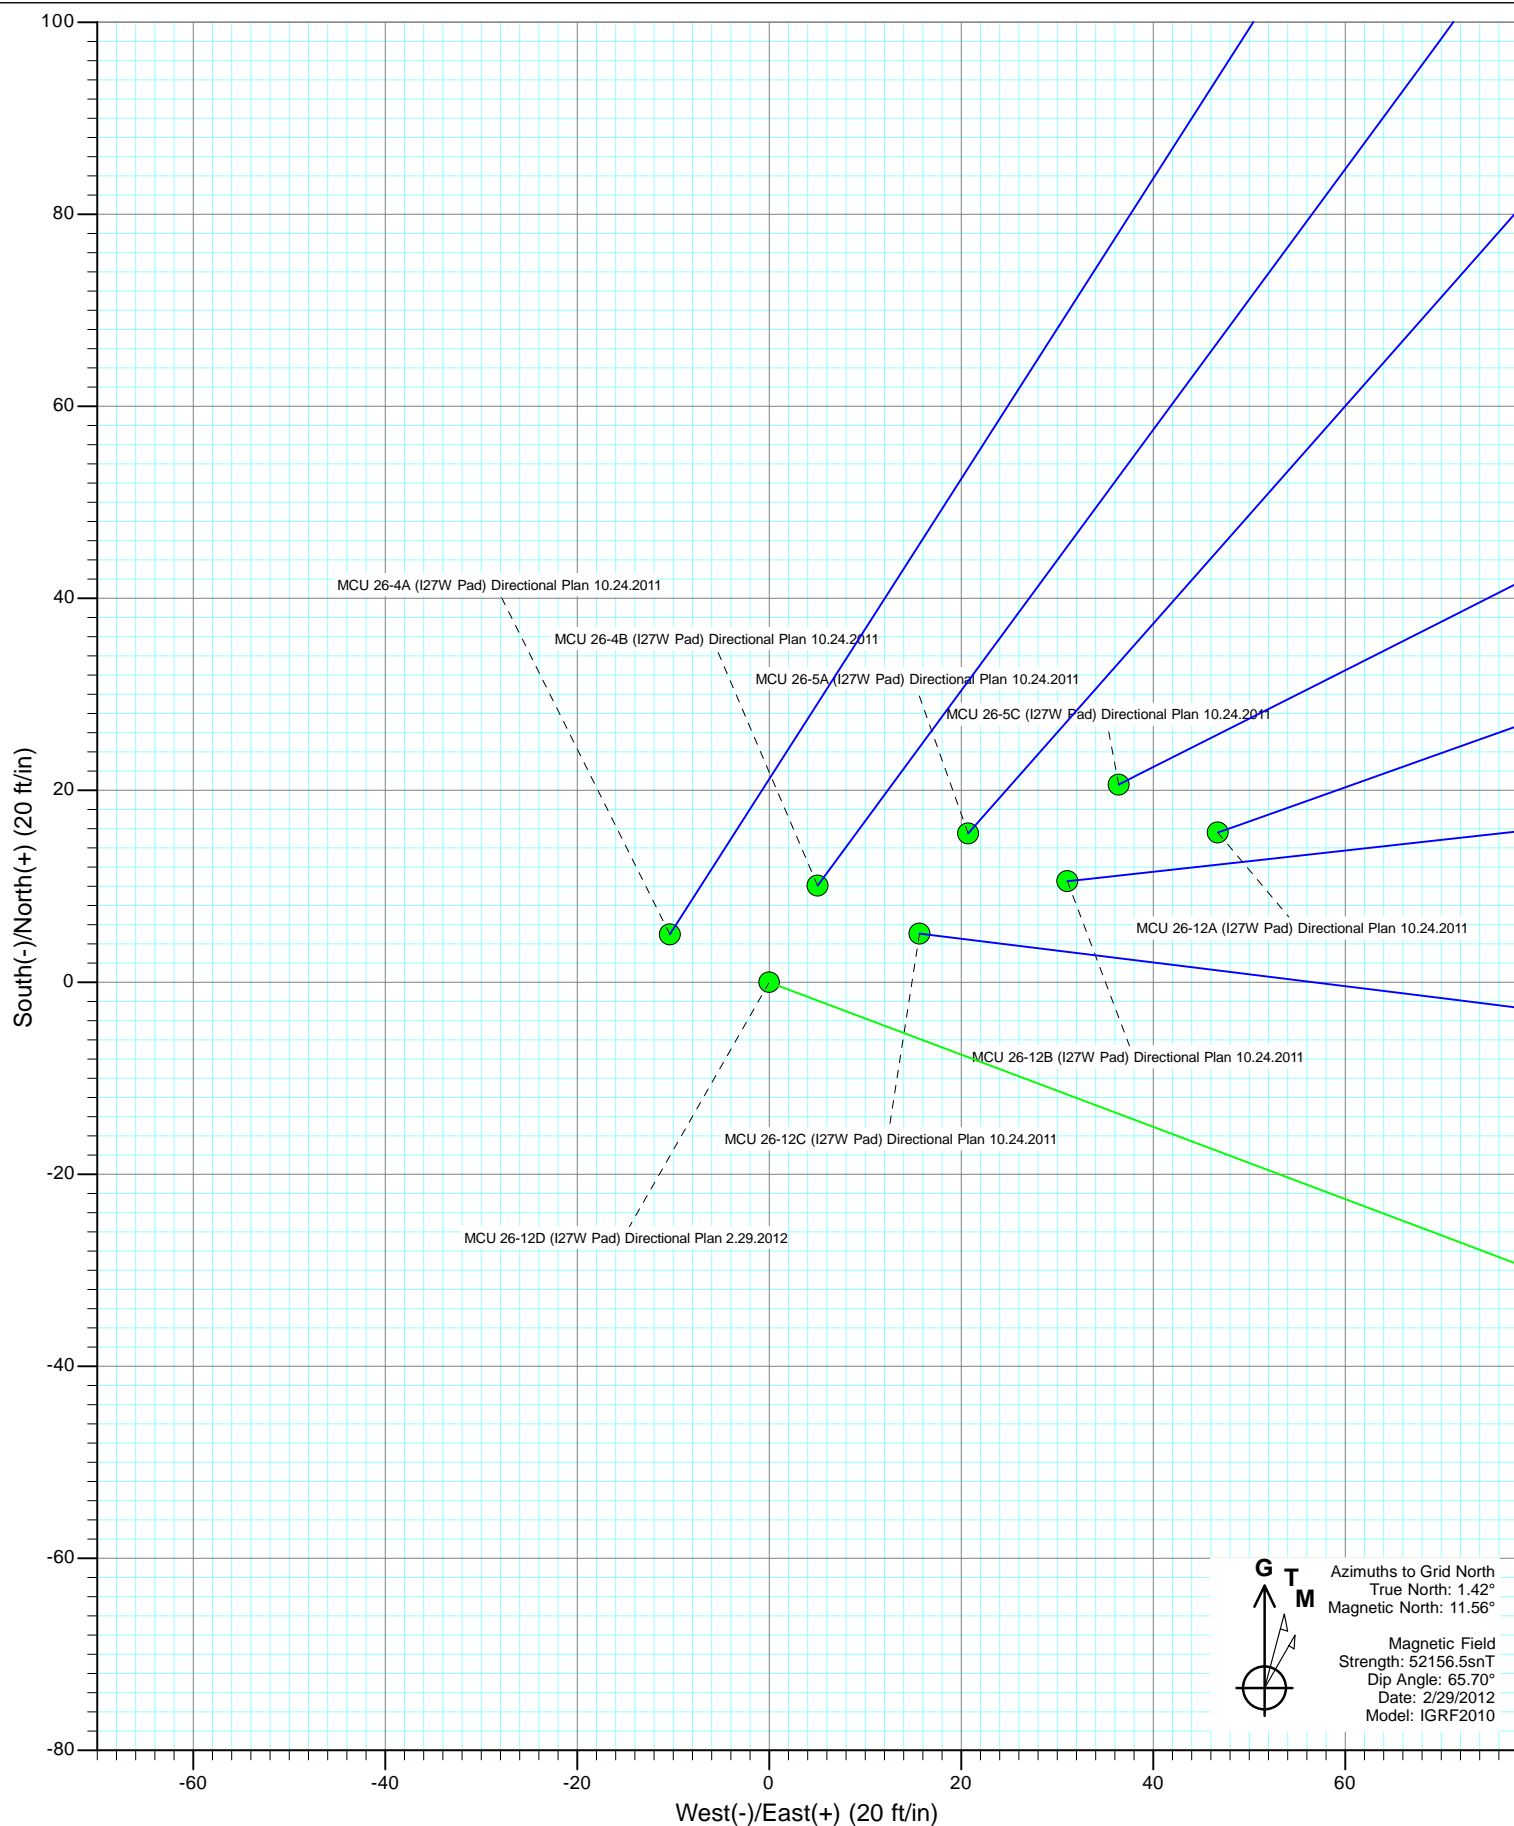 100
80
60
40
20
0
-20
-40
-60
-80
South(-)/North(+) (20 ft/in)
MCU 26-4A (I27W Pad) Directional Plan 10.24.2011
MCU 26-4B (I27W Pad) Directional Plan 10.24.2011
MCU 26-5A (I27W Pad) Directional Plan 10.24.2011
MCU 26-5C (I27W Pad) Directional Plan 10.24.2011
MCU 26-12A (I27W Pad) Directional Plan 10.24.2011
MCU 26-12B (I27W Pad) Directional Plan 10.24.2011
MCU 26-12C (I27W Pad) Directional Plan 10.24.2011
MCU 26-12D (I27W Pad) Directional Plan 2.29.2012
G
T
M
Azimuths to Grid North
True North: 1.42°
Magnetic North: 11.56°
Magnetic Field
Strength: 52156.5snT
Dip Angle: 65.70°
Date: 2/29/2012
Model: IGRF2010
-60
-40
-20
0
20
40
60
West(-)/East(+) (20 ft/in)